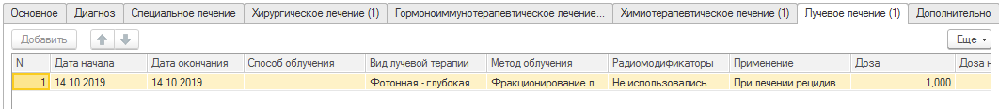 Основное Диагноз Специальное лечение Хирургическое лечение (1) Гормоноиммунотерапевтическое лечение... Химиотерапевтическое лечение (1) Лучевое лечение (1) Дополнительно
Добавить Еще
N Дата начала Дата окончания Способ облучения Вид лучевой терапии Метод облучения Радиомодификаторы Применение Доза Доза н
1 14.10.2019 14.10.2019 Фотонная - глубокая ... Фракционирование л... Не использовались При лечении рецидив... 1,000